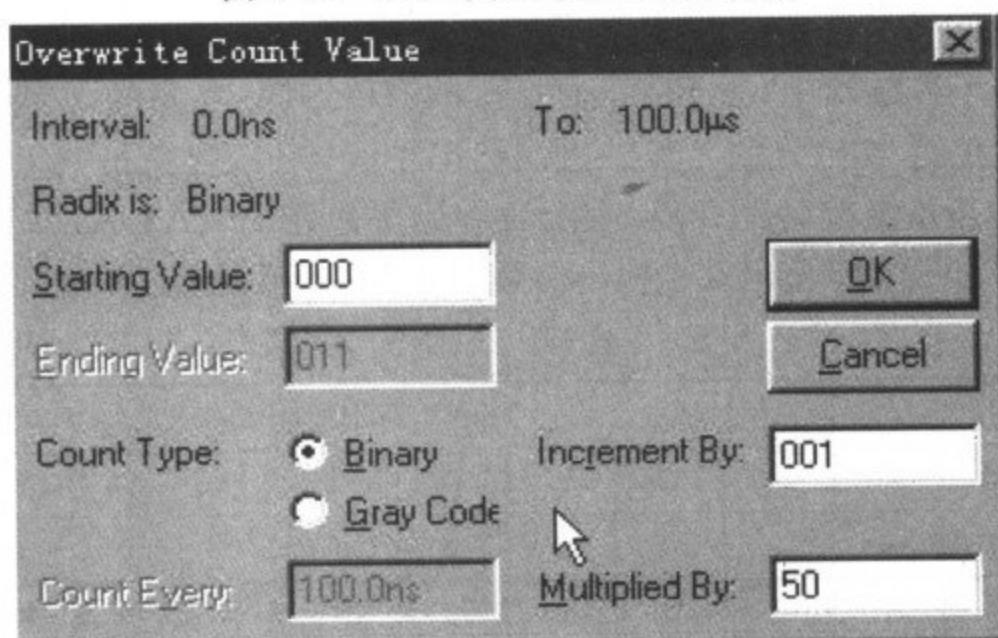 Overwrite Count Value
Interval: 0.0ns To: 100.0μs
Radix is: Binary
Starting Value: 000 OK
Ending Value: 011 Cancel
Count Type: Binary Increment By: 001
Gray Code
Count Every: 100.0ns Multiplied By: 50